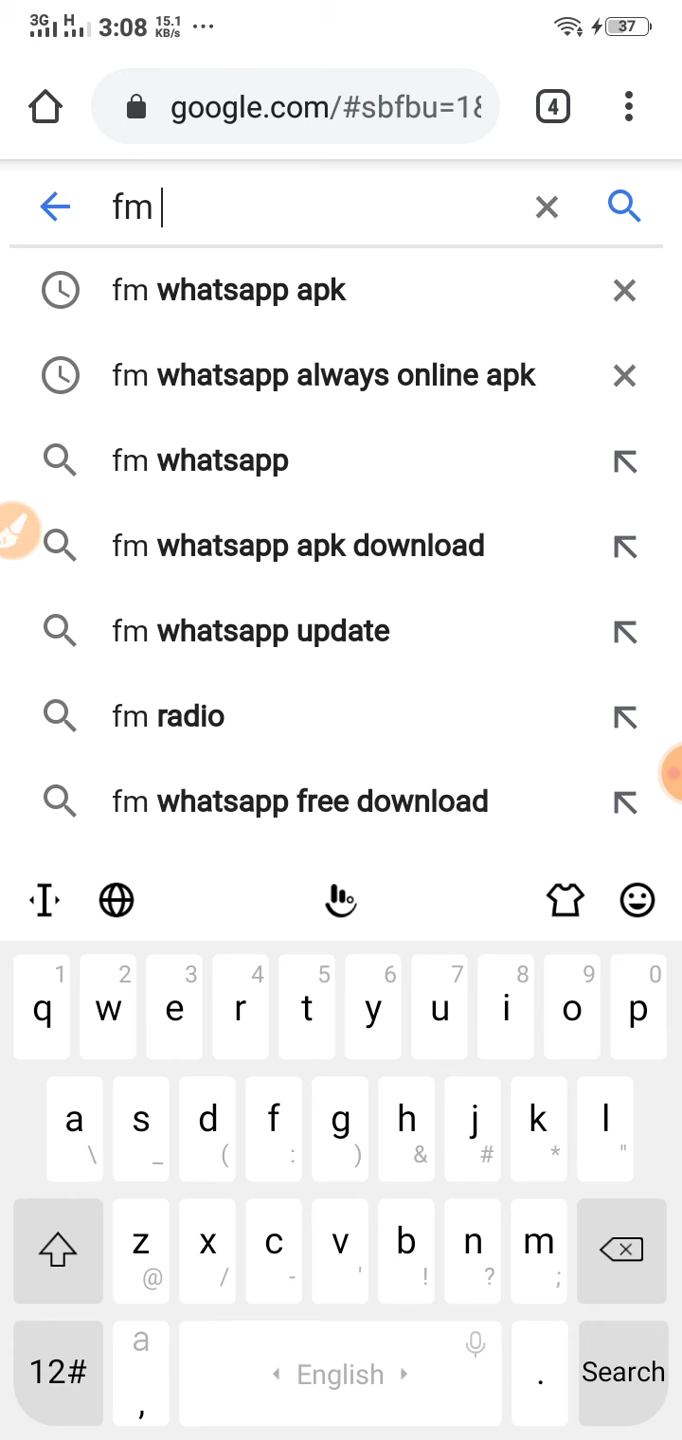 3G H 3:08 15.1 KB/s ... 37
google.com/#sbfbu=18 4
fm
fm whatsapp apk
fm whatsapp always online apk
fm whatsapp
fm whatsapp apk download
fm whatsapp update
fm radio
fm whatsapp free download
1 2 3 4 5 6 7 8 9 0
q w e r t y u i o p
a s d f g h j k l
\ _ ( : ) & # * "
z x c v b n m
@ / - ' ! ? ;
a
12# , English . Search